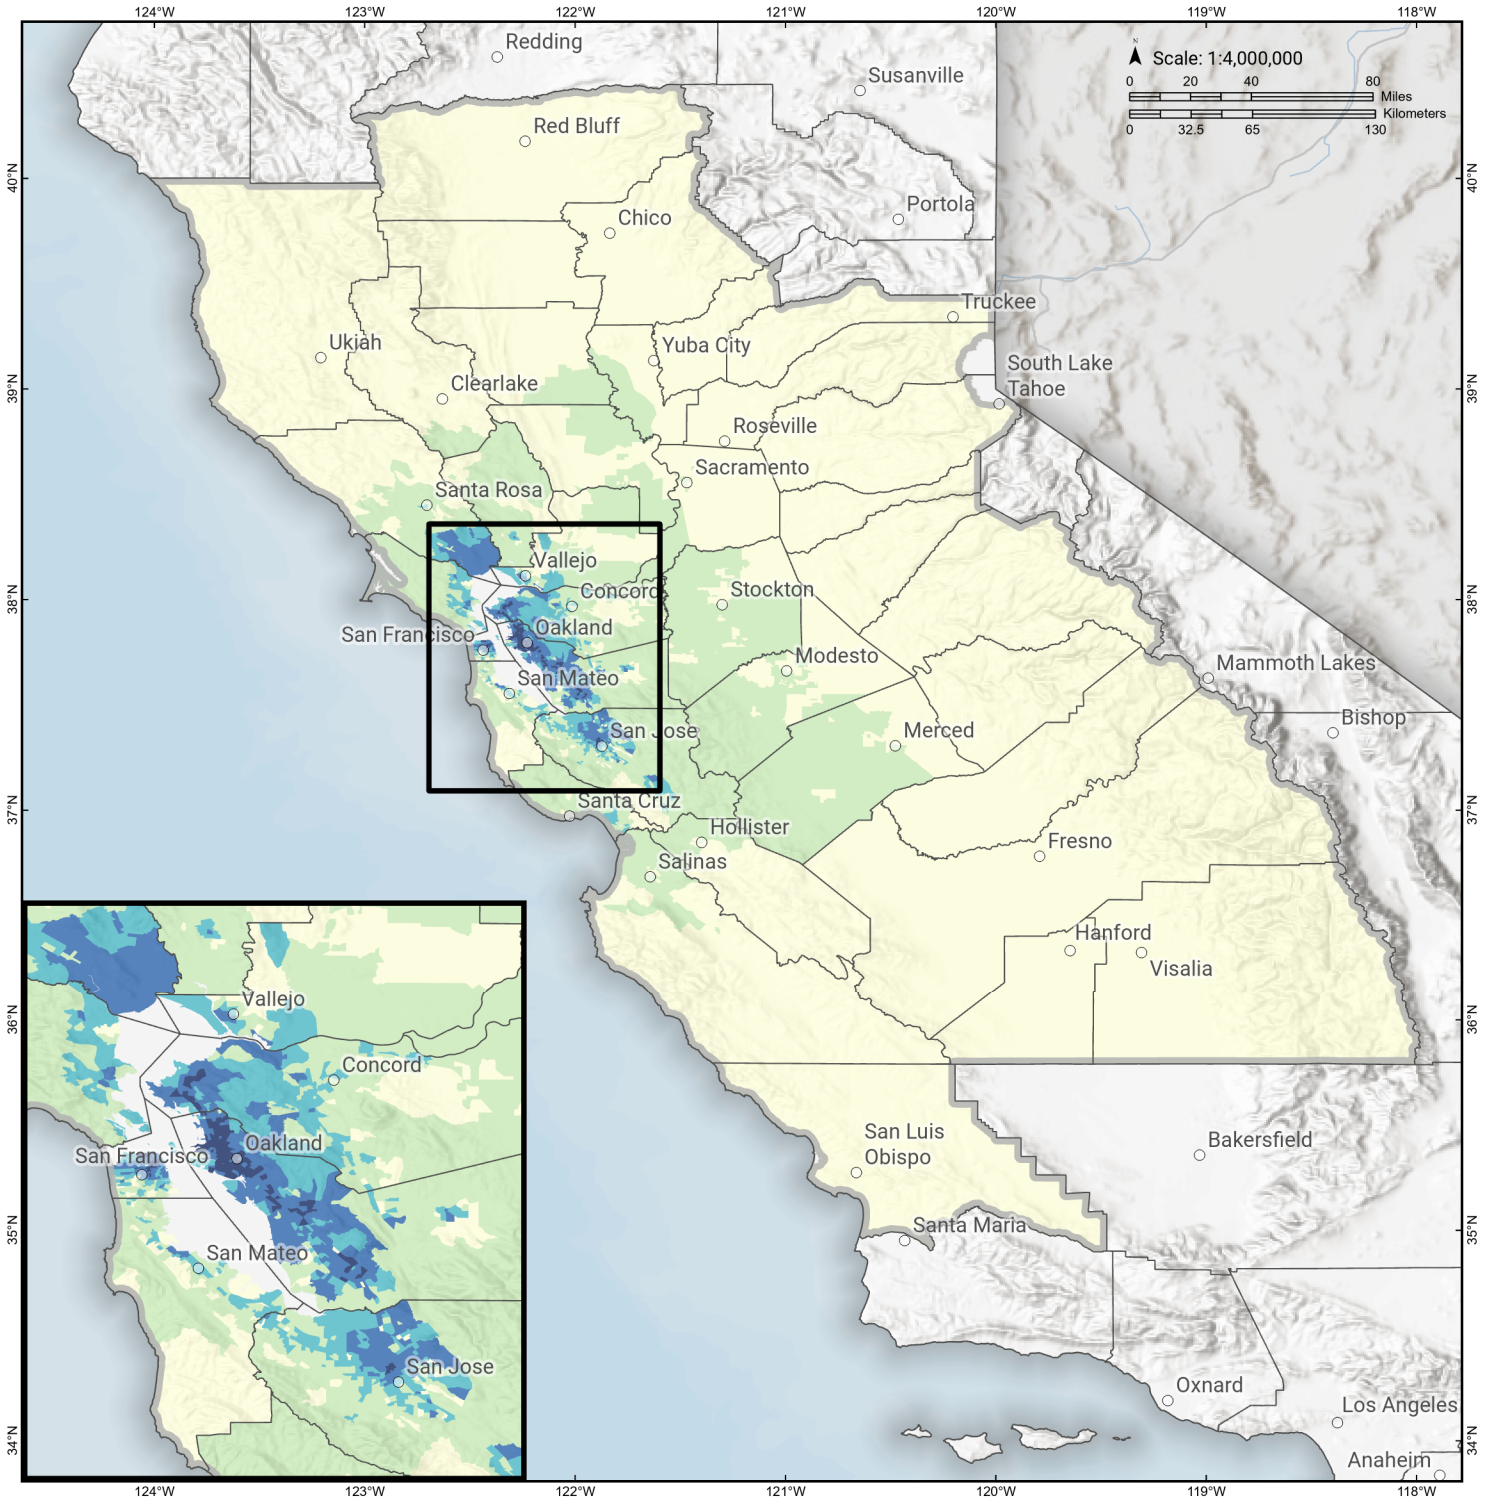 124°W 123°W 122°W 121°W 120°W 119°W 118°W
N
Scale: 1:4,000,000
0 20 40 80
Miles
Kilometers
0 32.5 65 130
Redding
Susanville
Red Bluff
40°N 40°N
Portola
Chico
Truckee
Ukiah
Yuba City
South Lake
Tahoe
39°N 39°N
Clearlake
Roseville
Sacramento
Santa Rosa
Vallejo
Concord
Stockton
38°N 38°N
San Francisco
Oakland
Modesto
Mammoth Lakes
San Mateo
Bishop
San Jose
Merced
37°N 37°N
Santa Cruz
Hollister
Fresno
Salinas
Hanford
Visalia
36°N 36°N
Vallejo
Concord
San Francisco
Oakland
San Luis
Obispo
Bakersfield
35°N 35°N
Santa Maria
San Mateo
San Jose
Oxnard
Los Angeles
34°N 34°N
Anaheim
124°W 123°W 122°W 121°W 120°W 119°W 118°W